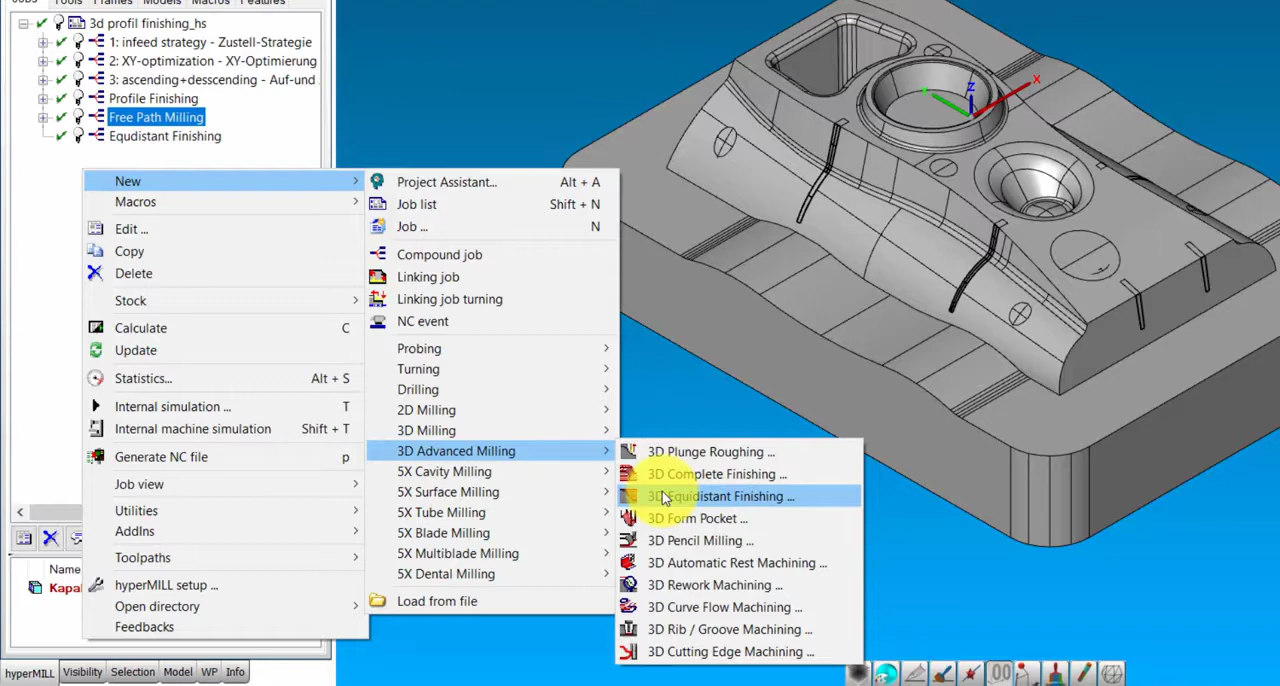 Jobs Tools Frames Models Macros Features
3d profil finishing_hs
1: infeed strategy - Zustell-Strategie
2: XY-optimization - XY-Optimierung
3: ascending+desscending - Auf-und
Profile Finishing
Free Path Milling
Equdistant Finishing
New
Macros
Edit ...
Copy
Delete
Stock
Calculate C
Update
Statistics... Alt + S
Internal simulation ... T
Internal machine simulation Shift + T
Generate NC file p
Job view
Utilities
AddIns
Toolpaths
hyperMILL setup ...
Open directory
Feedbacks
Project Assistant... Alt + A
Job list Shift + N
Job ... N
Compound job
Linking job
Linking job turning
NC event
Probing
Turning
Drilling
2D Milling
3D Milling
3D Advanced Milling
5X Cavity Milling
5X Surface Milling
5X Tube Milling
5X Blade Milling
5X Multiblade Milling
5X Dental Milling
Load from file
3D Plunge Roughing ...
3D Complete Finishing ...
3D Equidistant Finishing ...
3D Form Pocket ...
3D Pencil Milling ...
3D Automatic Rest Machining ...
3D Rework Machining ...
3D Curve Flow Machining ...
3D Rib / Groove Machining ...
3D Cutting Edge Machining ...
Name
Kapal
hyperMILL Visibility Selection Model WP Info
Z
X